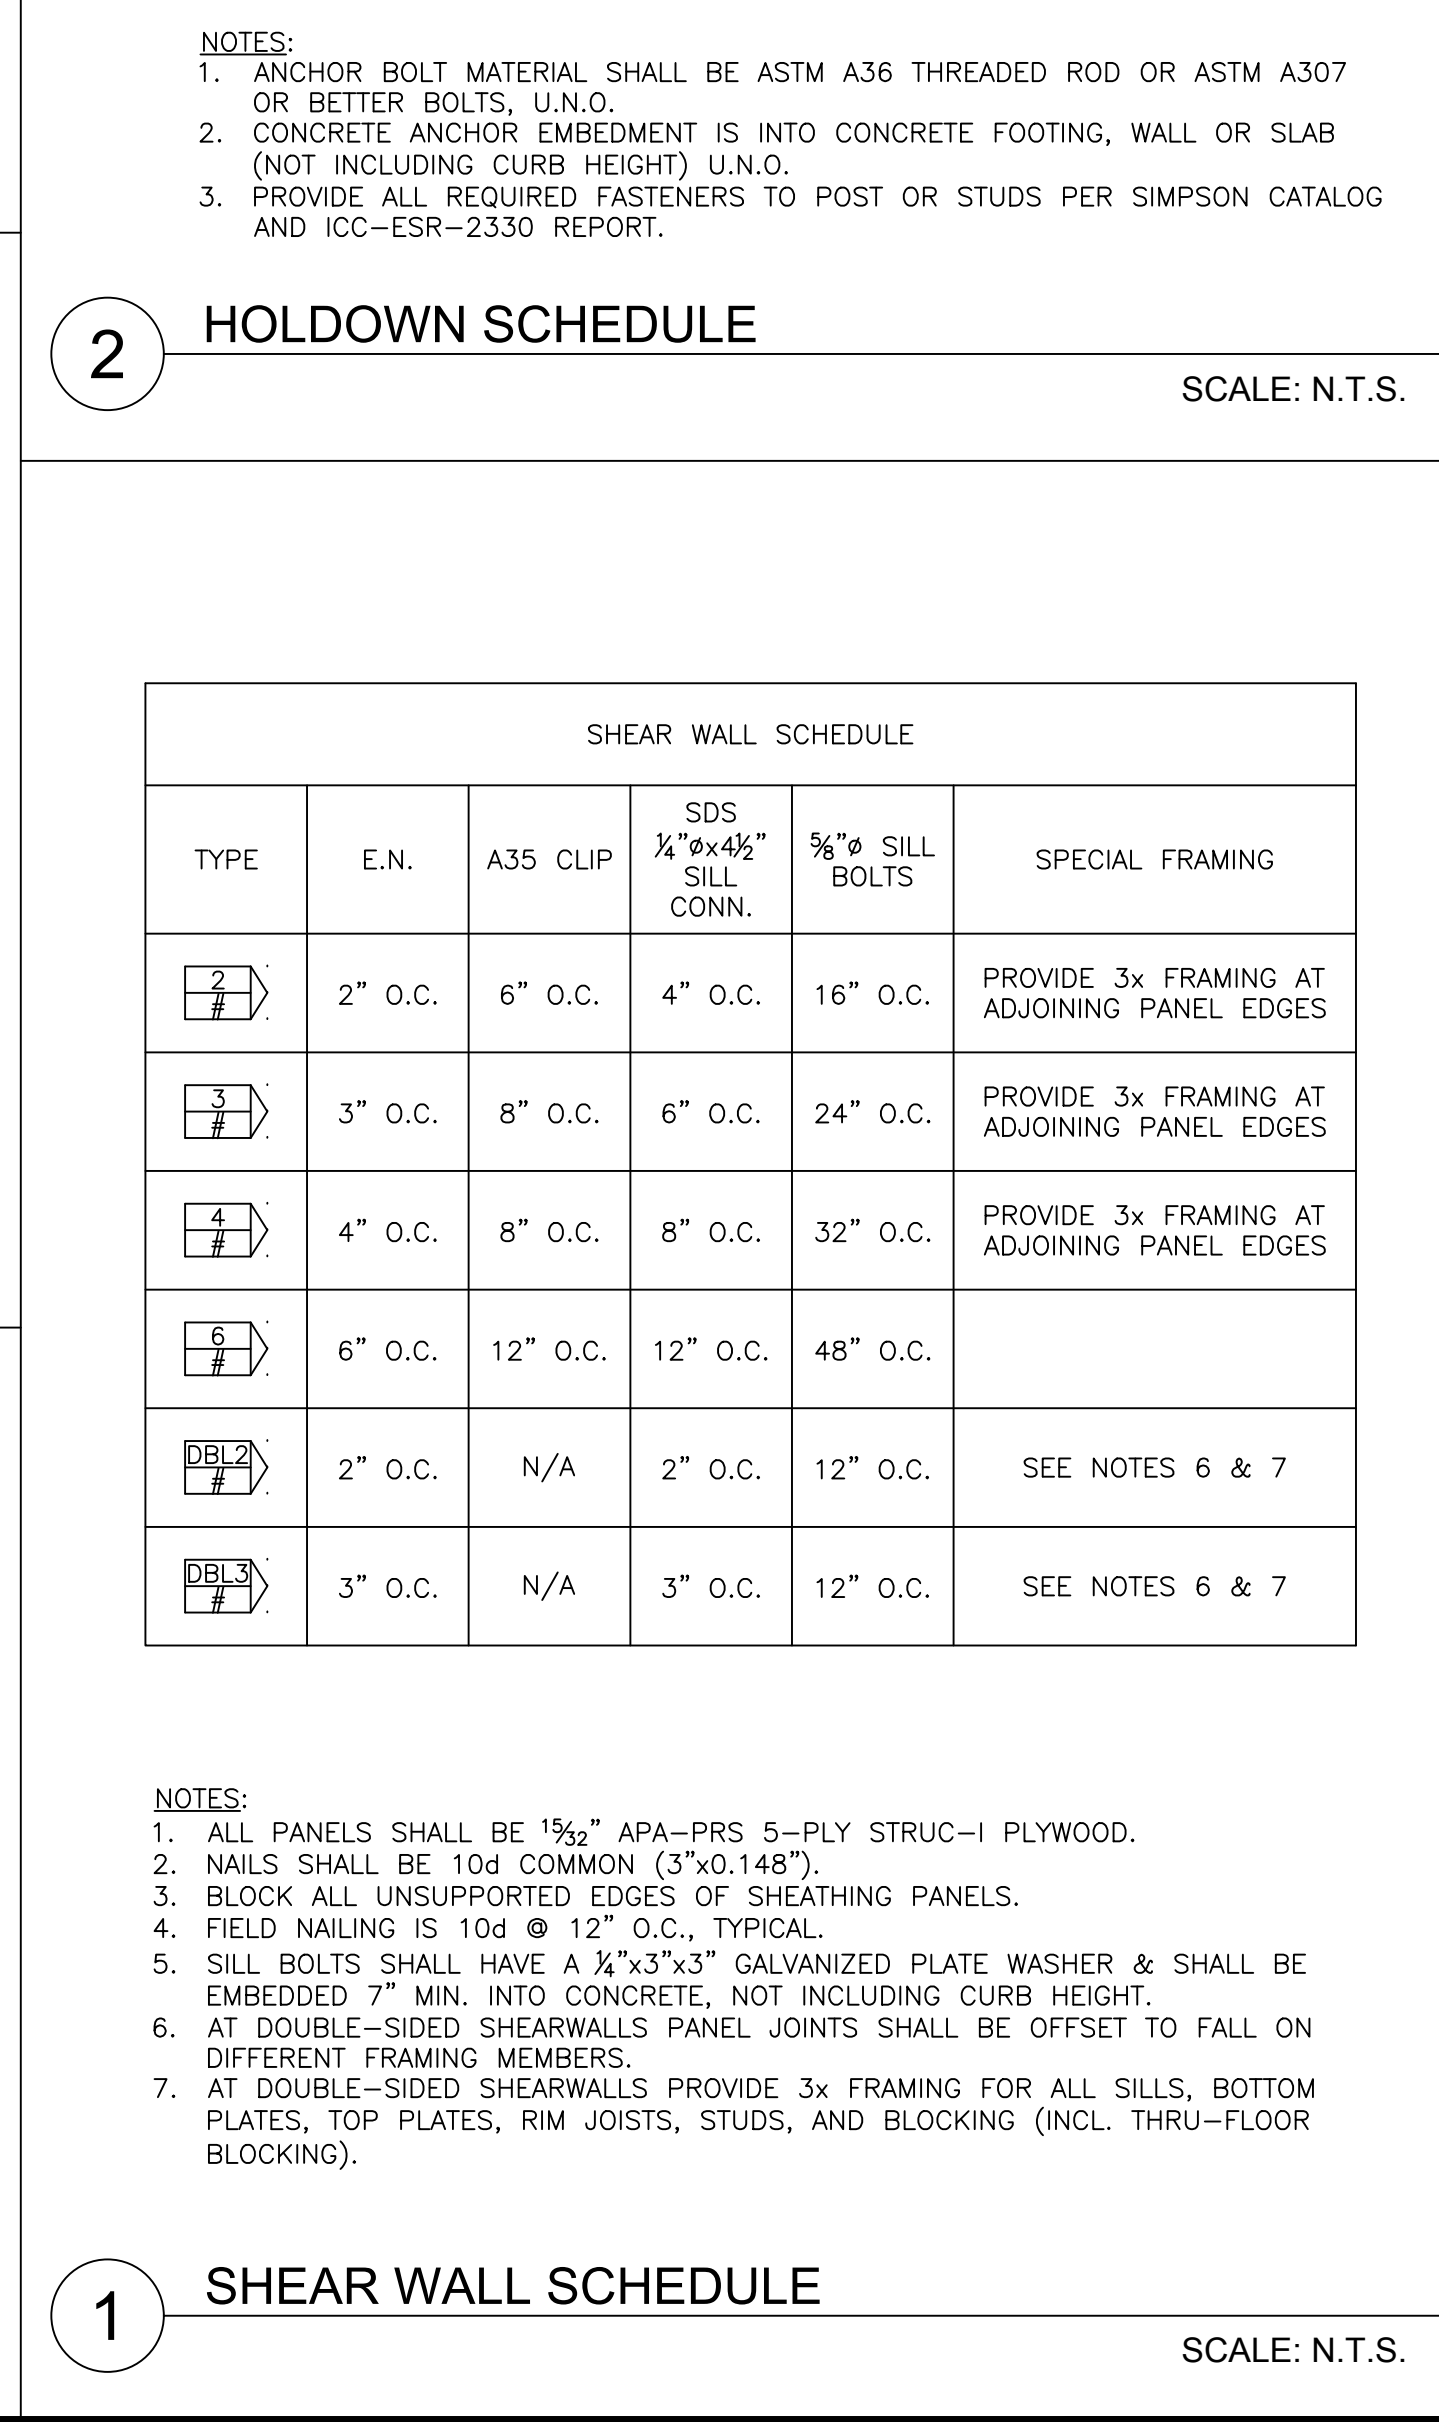 NOTES:
1. ANCHOR BOLT MATERIAL SHALL BE ASTM A36 THREADED ROD OR ASTM A307
OR BETTER BOLTS, U.N.O.
2. CONCRETE ANCHOR EMBEDMENT IS INTO CONCRETE FOOTING, WALL OR SLAB
(NOT INCLUDING CURB HEIGHT) U.N.O.
3. PROVIDE ALL REQUIRED FASTENERS TO POST OR STUDS PER SIMPSON CATALOG
AND ICC-ESR-2330 REPORT.
2 HOLDOWN SCHEDULE
SCALE: N.T.S.
SHEAR WALL SCHEDULE
TYPE
E.N.
A35 CLIP
SDS
1/4"øx4 1/2"
SILL
CONN.
5/8"ø SILL
BOLTS
SPECIAL FRAMING
2
#
2" O.C.
6" O.C.
4" O.C.
16" O.C.
PROVIDE 3x FRAMING AT
ADJOINING PANEL EDGES
3
#
3" O.C.
8" O.C.
6" O.C.
24" O.C.
PROVIDE 3x FRAMING AT
ADJOINING PANEL EDGES
4
#
4" O.C.
8" O.C.
8" O.C.
32" O.C.
PROVIDE 3x FRAMING AT
ADJOINING PANEL EDGES
6
#
6" O.C.
12" O.C.
12" O.C.
48" O.C.
DBL2
#
2" O.C.
N/A
2" O.C.
12" O.C.
SEE NOTES 6 & 7
DBL3
#
3" O.C.
N/A
3" O.C.
12" O.C.
SEE NOTES 6 & 7
NOTES:
1. ALL PANELS SHALL BE 15/32" APA-PRS 5-PLY STRUC-I PLYWOOD.
2. NAILS SHALL BE 10d COMMON (3"x0.148").
3. BLOCK ALL UNSUPPORTED EDGES OF SHEATHING PANELS.
4. FIELD NAILING IS 10d @ 12" O.C., TYPICAL.
5. SILL BOLTS SHALL HAVE A 1/4"x3"x3" GALVANIZED PLATE WASHER & SHALL BE
EMBEDDED 7" MIN. INTO CONCRETE, NOT INCLUDING CURB HEIGHT.
6. AT DOUBLE-SIDED SHEARWALLS PANEL JOINTS SHALL BE OFFSET TO FALL ON
DIFFERENT FRAMING MEMBERS.
7. AT DOUBLE-SIDED SHEARWALLS PROVIDE 3x FRAMING FOR ALL SILLS, BOTTOM
PLATES, TOP PLATES, RIM JOISTS, STUDS, AND BLOCKING (INCL. THRU-FLOOR
BLOCKING).
1 SHEAR WALL SCHEDULE
SCALE: N.T.S.